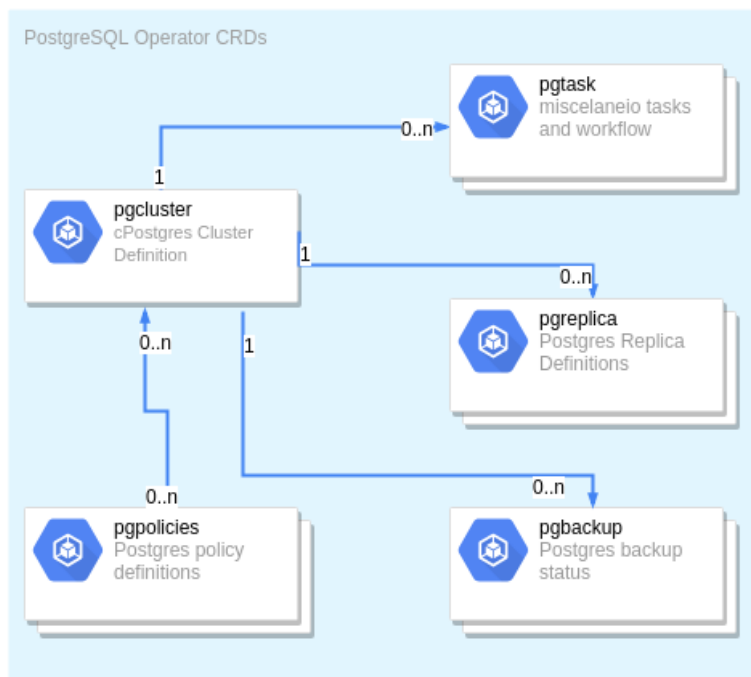 PostgreSQL Operator CRDs
pgtask
miscelaneio tasks
and workflow
0..n
1
pgcluster
cPostgres Cluster
Definition
1
0..n
pgreplica
Postgres Replica
Definitions
0..n
1
0..n
0..n
pgpolicies
Postgres policy
definitions
pgbackup
Postgres backup
status